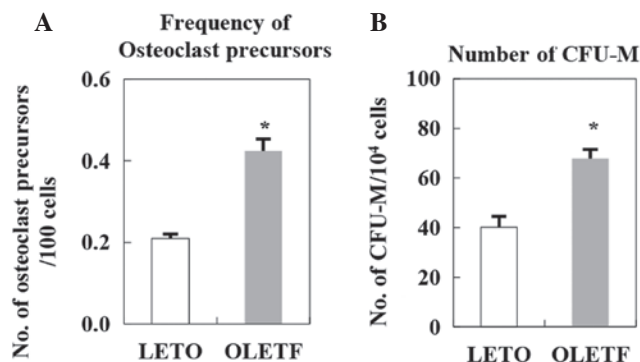 A
Frequency of
Osteoclast precursors
No. of osteoclast precursors
/100 cells
0.6
0.4
0.2
0.0
*
LETO OLETF
B
Number of CFU-M
No. of CFU-M/10⁴ cells
100
80
60
40
20
0
*
LETO OLETF